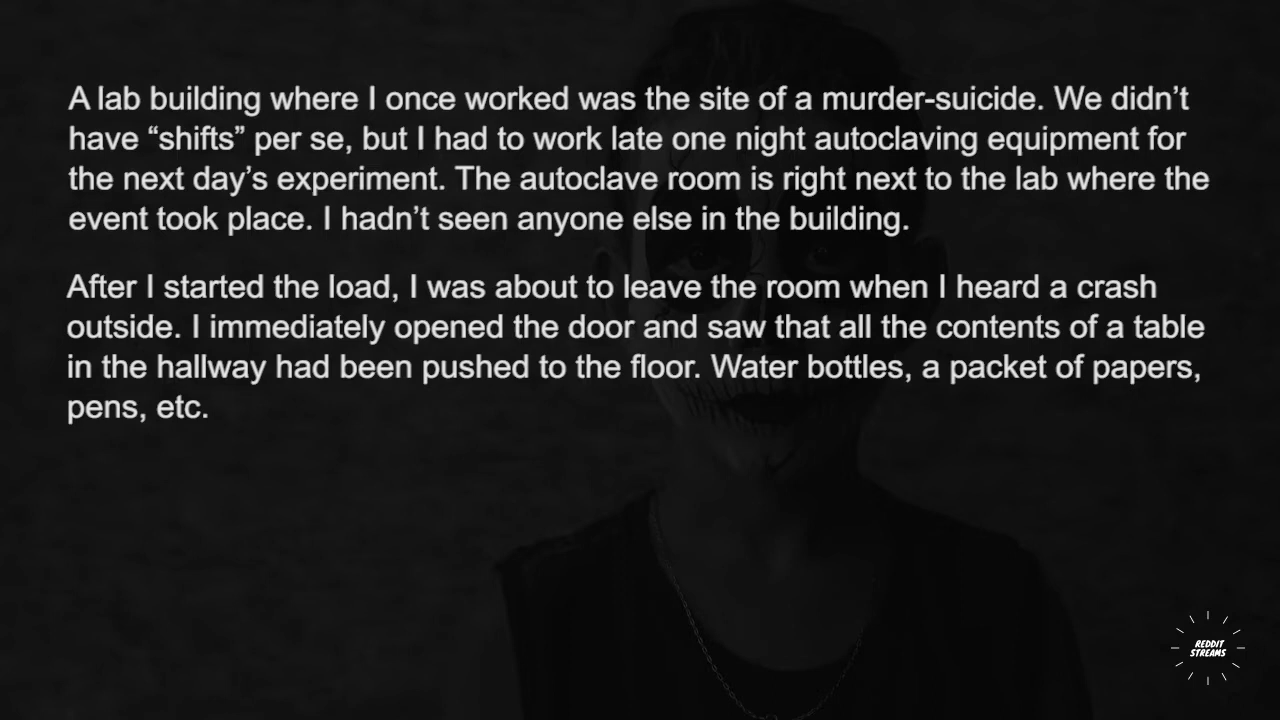 A lab building where I once worked was the site of a murder-suicide. We didn’t
have “shifts” per se, but I had to work late one night autoclaving equipment for
the next day’s experiment. The autoclave room is right next to the lab where the
event took place. I hadn’t seen anyone else in the building.
After I started the load, I was about to leave the room when I heard a crash
outside. I immediately opened the door and saw that all the contents of a table
in the hallway had been pushed to the floor. Water bottles, a packet of papers,
pens, etc.
REDDIT
STREAMS